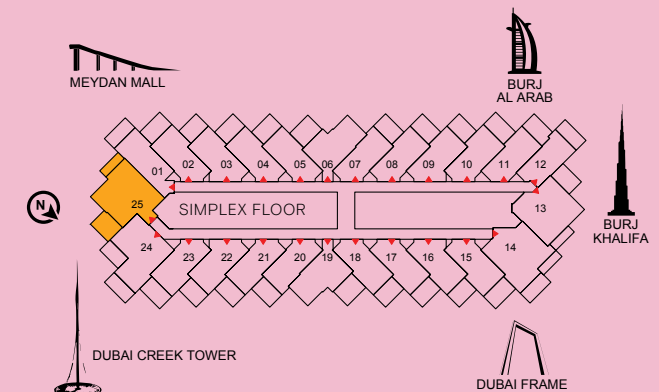 MEYDAN MALL
BURJ
AL ARAB
01 02 03 04 05 06 07 08 09 10 11 12
N
25
SIMPLEX FLOOR
13
BURJ
KHALIFA
24 23 22 21 20 19 18 17 16 15 14
DUBAI CREEK TOWER
DUBAI FRAME